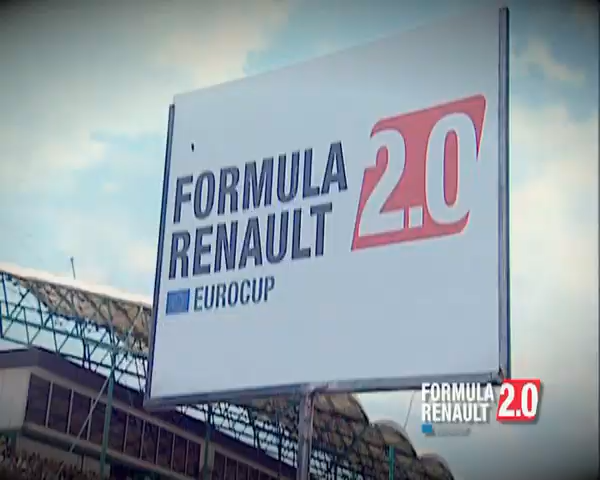 FORMULA
RENAULT
2.0
EUROCUP
FORMULA
RENAULT
2.0